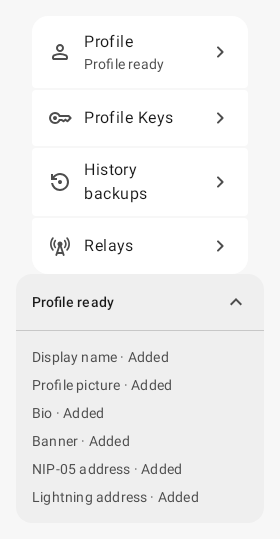 Profile
Profile ready
Profile Keys
History
backups
Relays
Profile ready
Display name · Added
Profile picture · Added
Bio · Added
Banner · Added
NIP-05 address · Added
Lightning address · Added